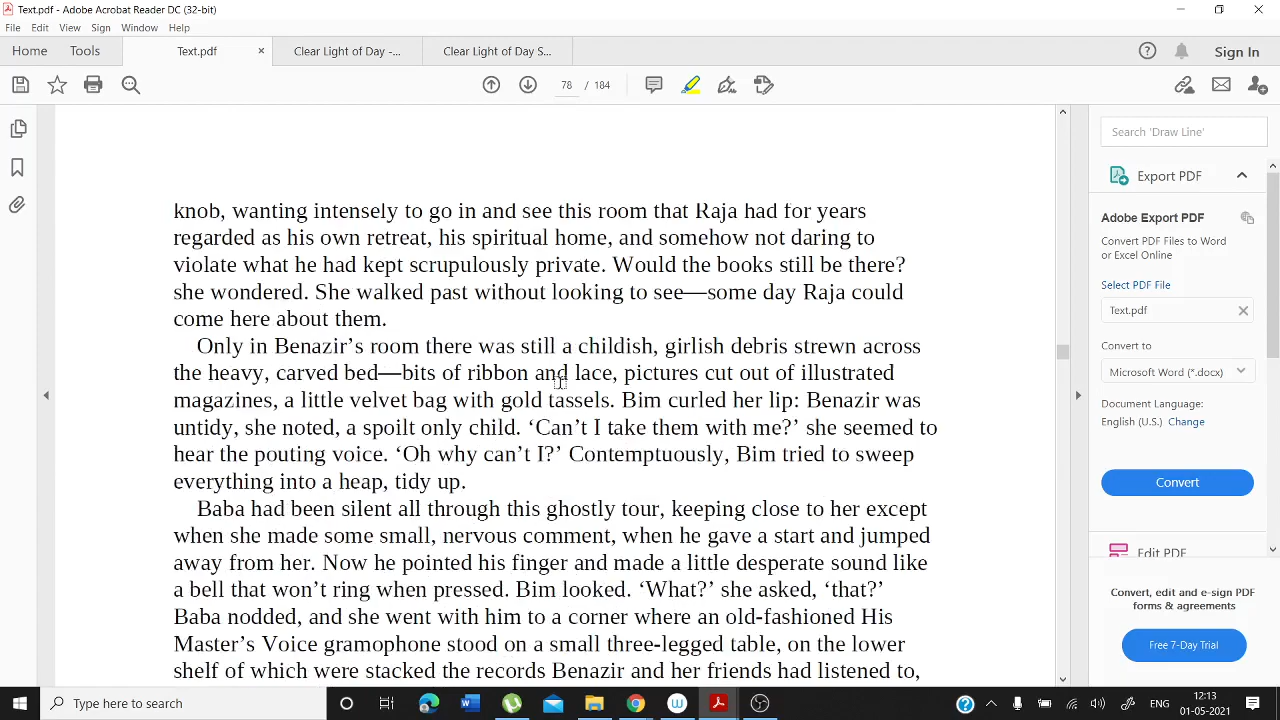 Text.pdf - Adobe Acrobat Reader DC (32-bit)
File Edit View Sign Window Help
Home Tools Text.pdf × Clear Light of Day -... Clear Light of Day S... Sign In
78 / 184
knob, wanting intensely to go in and see this room that Raja had for years
regarded as his own retreat, his spiritual home, and somehow not daring to
violate what he had kept scrupulously private. Would the books still be there?
she wondered. She walked past without looking to see—some day Raja could
come here about them.
Only in Benazir’s room there was still a childish, girlish debris strewn across
the heavy, carved bed—bits of ribbon and lace, pictures cut out of illustrated
magazines, a little velvet bag with gold tassels. Bim curled her lip: Benazir was
untidy, she noted, a spoilt only child. ‘Can’t I take them with me?’ she seemed to
hear the pouting voice. ‘Oh why can’t I?’ Contemptuously, Bim tried to sweep
everything into a heap, tidy up.
Baba had been silent all through this ghostly tour, keeping close to her except
when she made some small, nervous comment, when he gave a start and jumped
away from her. Now he pointed his finger and made a little desperate sound like
a bell that won’t ring when pressed. Bim looked. ‘What?’ she asked, ‘that?’
Baba nodded, and she went with him to a corner where an old-fashioned His
Master’s Voice gramophone stood on a small three-legged table, on the lower
shelf of which were stacked the records Benazir and her friends had listened to,
Search 'Draw Line'
Export PDF
Adobe Export PDF
Convert PDF Files to Word
or Excel Online
Select PDF File
Text.pdf
Convert to
Microsoft Word (*.docx)
Document Language:
English (U.S.) Change
Convert
Edit PDF
Convert, edit and e-sign PDF
forms & agreements
Free 7-Day Trial
Type here to search
ENG
12:13
01-05-2021